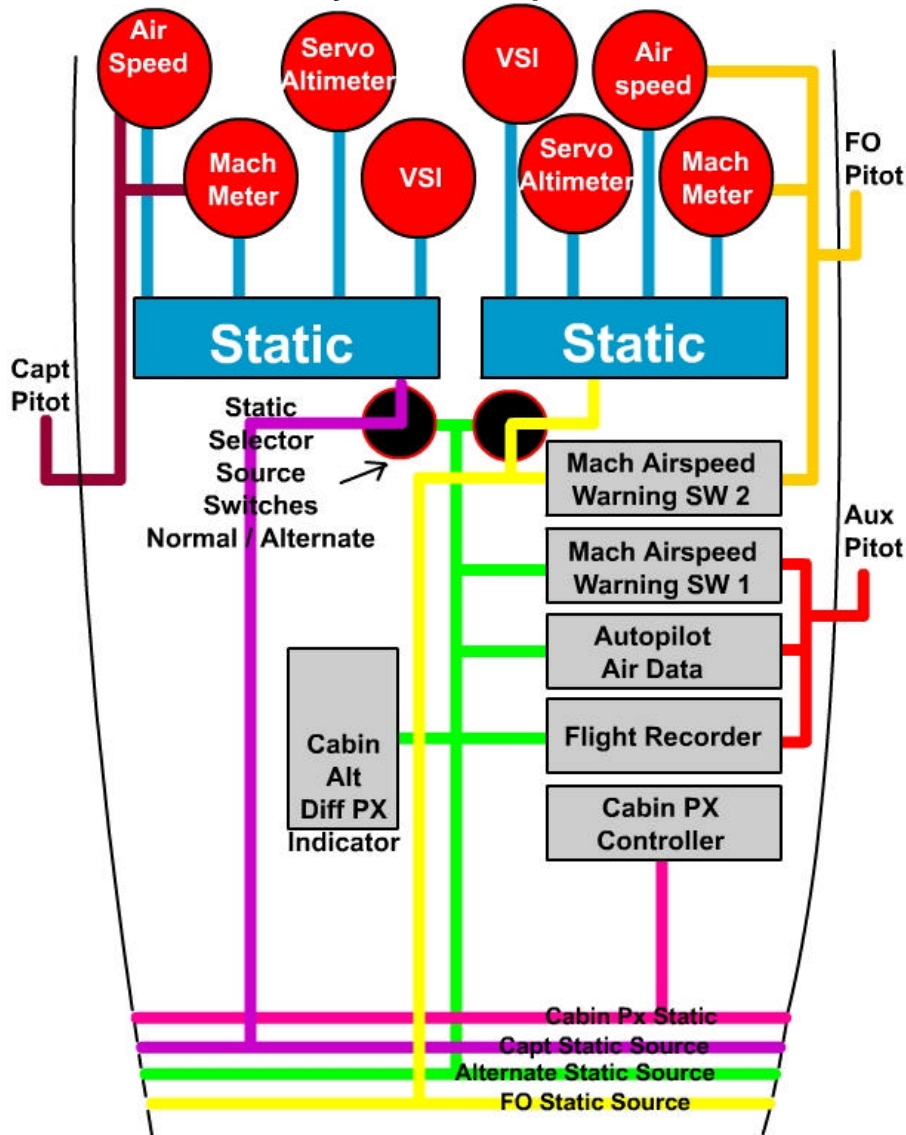 Air
Speed
Servo
Altimeter
VSI
Air
speed
Mach
Meter
VSI
Servo
Altimeter
Mach
Meter
FO
Pitot
Static
Static
Capt
Pitot
Static
Selector
Source
Switches
Normal / Alternate
Mach Airspeed
Warning SW 2
Aux
Pitot
Mach Airspeed
Warning SW 1
Autopilot
Air Data
Flight Recorder
Cabin
Alt
Diff PX
Indicator
Cabin PX
Controller
Cabin Px Static
Capt Static Source
Alternate Static Source
FO Static Source